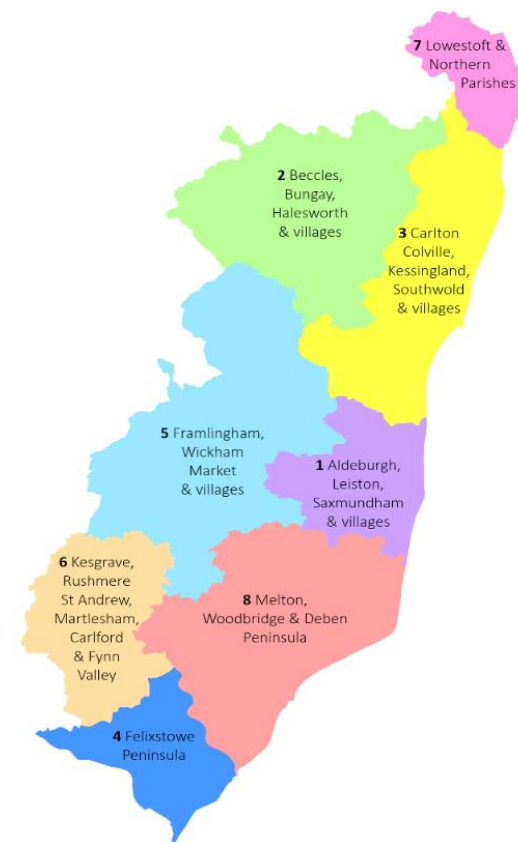 7 Lowestoft &
Northern
Parishes
2 Beccles,
Bungay,
Halesworth
& villages
3 Carlton
Colville,
Kessingland,
Southwold
& villages
5 Framlingham,
Wickham
Market
& villages
1 Aldeburgh,
Leiston,
Saxmundham
& villages
6 Kesgrave,
Rushmere
St Andrew,
Martlesham,
Carlford
& Fynn
Valley
8 Melton,
Woodbridge & Deben
Peninsula
4 Felixstowe
Peninsula